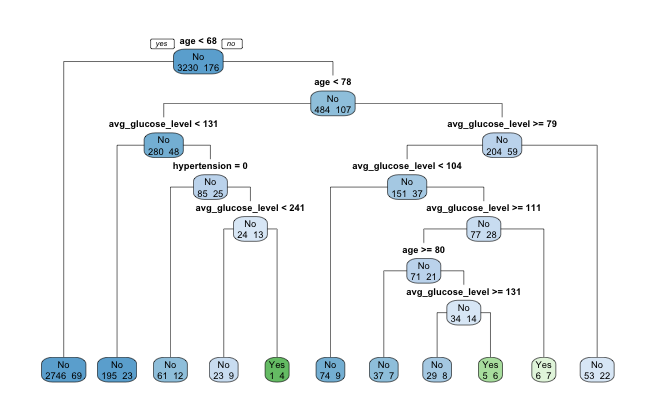 age < 68
yes
no
No
3230 176
age < 78
No
484 107
avg_glucose_level < 131
avg_glucose_level >= 79
No
280 48
No
204 59
hypertension = 0
avg_glucose_level < 104
No
85 25
No
151 37
avg_glucose_level < 241
avg_glucose_level >= 111
No
24 13
No
77 28
age >= 80
No
71 21
avg_glucose_level >= 131
No
34 14
No
2746 69
No
195 23
No
61 12
No
23 9
Yes
1 4
No
74 9
No
37 7
No
29 8
Yes
5 6
Yes
6 7
No
53 22